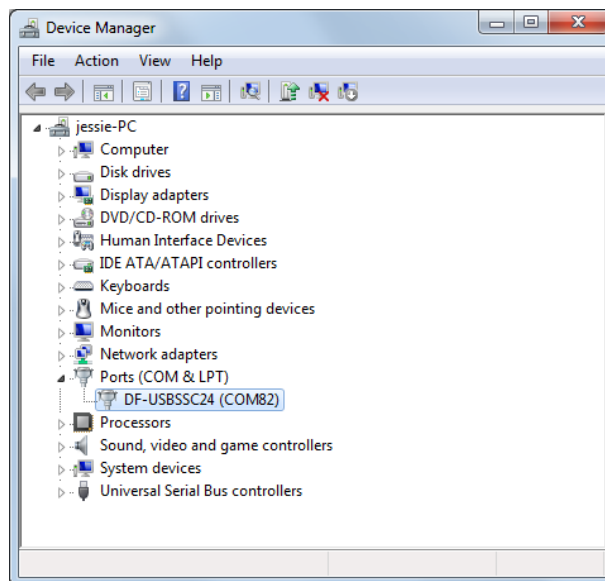 Device Manager
File Action View Help
jessie-PC
Computer
Disk drives
Display adapters
DVD/CD-ROM drives
Human Interface Devices
IDE ATA/ATAPI controllers
Keyboards
Mice and other pointing devices
Monitors
Network adapters
Ports (COM & LPT)
DF-USBSSC24 (COM82)
Processors
Sound, video and game controllers
System devices
Universal Serial Bus controllers